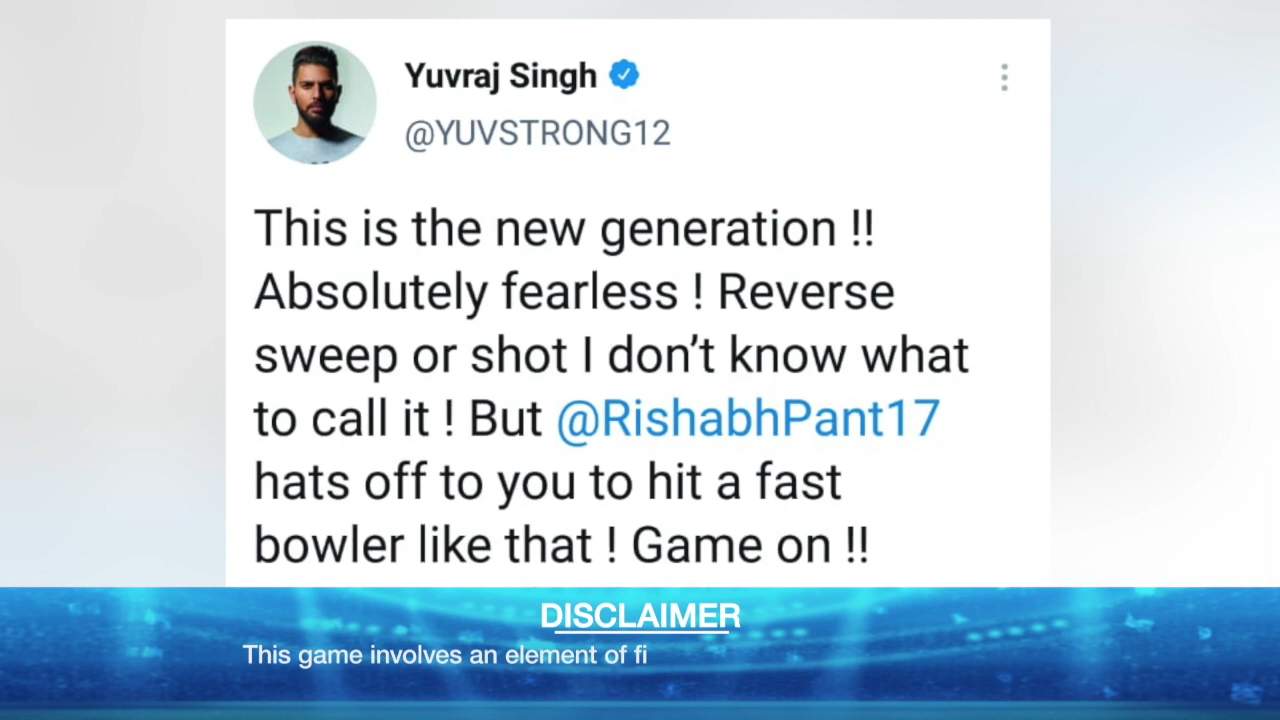 Yuvraj Singh
@YUVSTRONG12
This is the new generation !!
Absolutely fearless ! Reverse
sweep or shot I don’t know what
to call it ! But @RishabhPant17
hats off to you to hit a fast
bowler like that ! Game on !!
DISCLAIMER
This game involves an element of fi